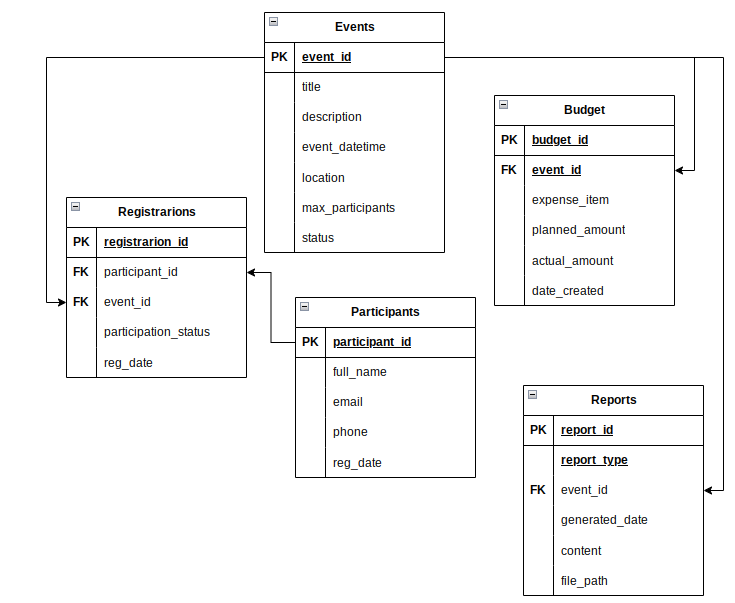 Events
PK event_id
title
description
event_datetime
location
max_participants
status
Budget
PK budget_id
FK event_id
expense_item
planned_amount
actual_amount
date_created
Registrarions
PK registrarion_id
FK participant_id
FK event_id
participation_status
reg_date
Participants
PK participant_id
full_name
email
phone
reg_date
Reports
PK report_id
report_type
FK event_id
generated_date
content
file_path